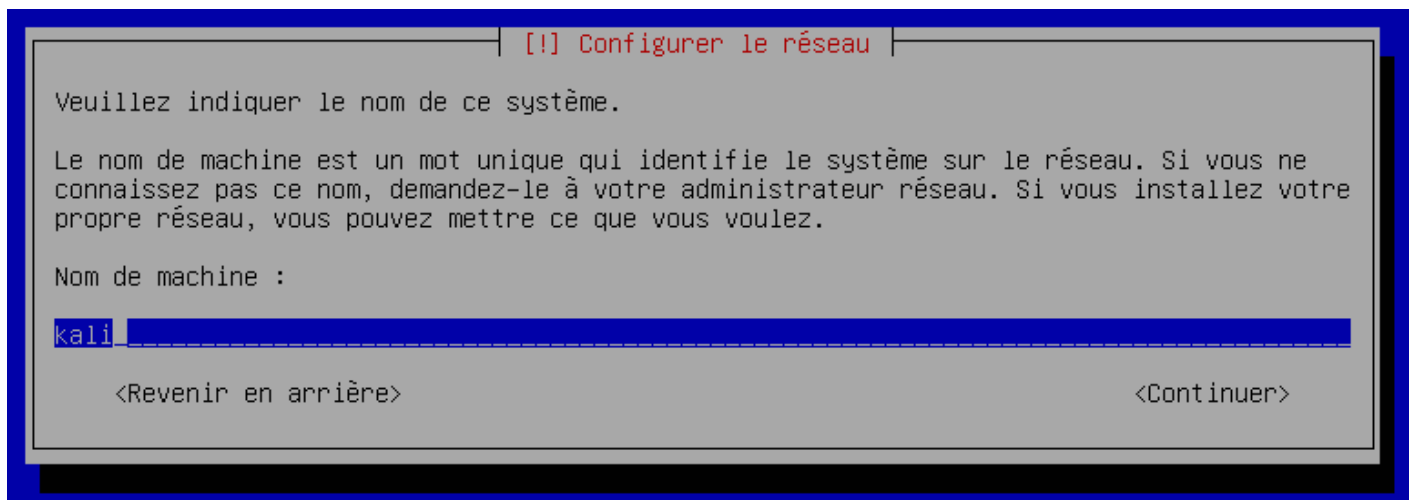 [!] Configurer le réseau
Veuillez indiquer le nom de ce système.
Le nom de machine est un mot unique qui identifie le système sur le réseau. Si vous ne
connaissez pas ce nom, demandez-le à votre administrateur réseau. Si vous installez votre
propre réseau, vous pouvez mettre ce que vous voulez.
Nom de machine :
kali
<Revenir en arrière> <Continuer>